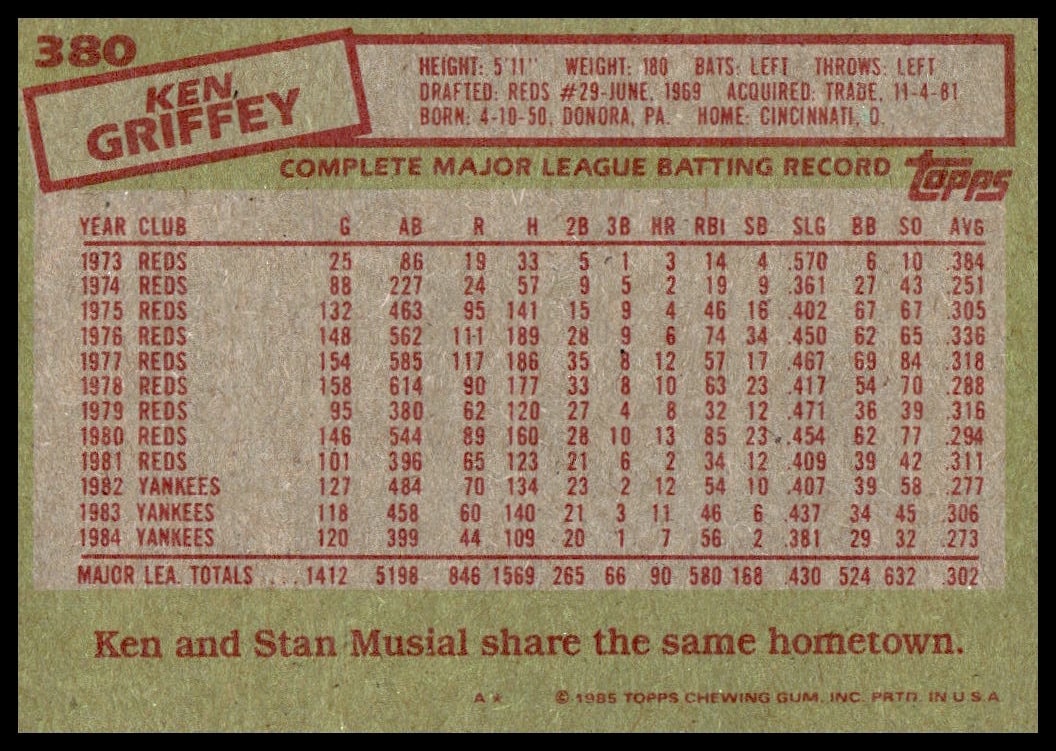 380
KEN
GRIFFEY
HEIGHT: 5'11" WEIGHT: 180 BATS: LEFT THROWS: LEFT
DRAFTED: REDS #29-JUNE, 1969 ACQUIRED: TRADE, 11-4-81
BORN: 4-10-50, DONORA, PA. HOME: CINCINNATI, O.
COMPLETE MAJOR LEAGUE BATTING RECORD
TOPPS
YEAR CLUB G AB R H 2B 3B HR RBI SB SLG BB SO AVG
1973 REDS 25 86 19 33 5 1 3 14 4 .570 6 10 .384
1974 REDS 88 227 24 57 9 5 2 19 9 .361 27 43 .251
1975 REDS 132 463 95 141 15 9 4 46 16 .402 67 67 .305
1976 REDS 148 562 111 189 28 9 6 74 34 .450 62 65 .336
1977 REDS 154 585 117 186 35 8 12 57 17 .467 69 84 .318
1978 REDS 158 614 90 177 33 8 10 63 23 .417 54 70 .288
1979 REDS 95 380 62 120 27 4 8 32 12 .471 36 39 .316
1980 REDS 146 544 89 160 28 10 13 85 23 .454 62 77 .294
1981 REDS 101 396 65 123 21 6 2 34 12 .409 39 42 .311
1982 YANKEES 127 484 70 134 23 2 12 54 10 .407 39 58 .277
1983 YANKEES 118 458 60 140 21 3 11 46 6 .437 34 45 .306
1984 YANKEES 120 399 44 109 20 1 7 56 2 .381 29 32 .273
MAJOR LEA. TOTALS .... 1412 5198 846 1569 265 66 90 580 168 .430 524 632 .302
Ken and Stan Musial share the same hometown.
A★ © 1985 TOPPS CHEWING GUM, INC. PRTD. IN U.S.A.